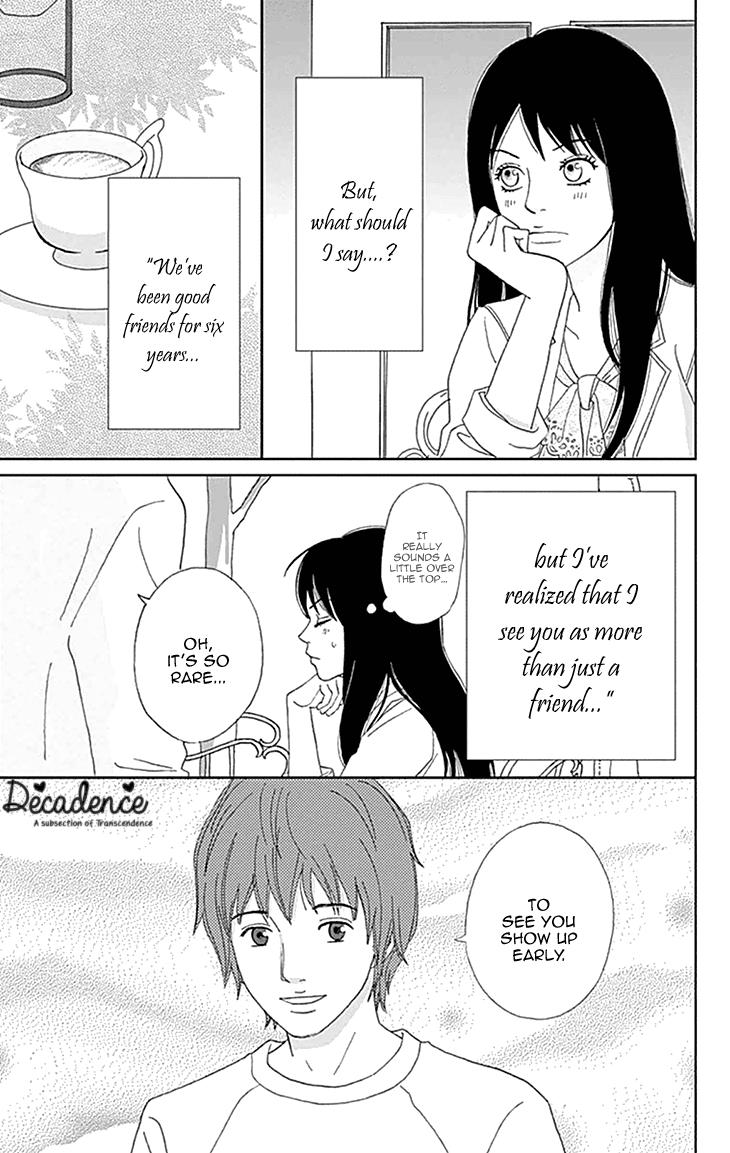 But,
what should
I say....?
"We've
been good
friends for six
years...
but I've
realized that I
see you as more
than just a
friend..."
IT
REALLY
SOUNDS A
LITTLE OVER
THE TOP...
OH,
IT'S SO
RARE...
Decadence
A subsection of Transcendence
TO
SEE YOU
SHOW UP
EARLY.